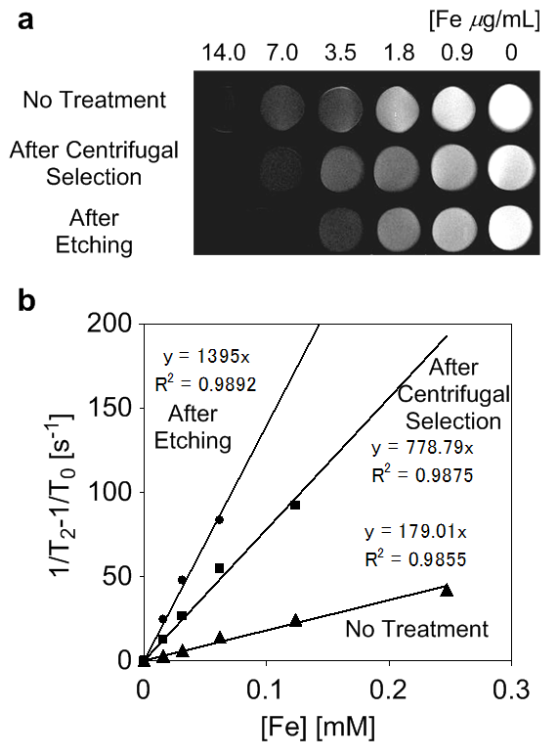 a
[Fe μg/mL]
14.0 7.0 3.5 1.8 0.9 0
No Treatment
After Centrifugal
Selection
After
Etching
b
200
150
100
50
0
1/T2-1/T0 [s-1]
y = 1395x
R2 = 0.9892
After
Etching
After
Centrifugal
Selection
y = 778.79x
R2 = 0.9875
y = 179.01x
R2 = 0.9855
No Treatment
0 0.1 0.2 0.3
[Fe] [mM]